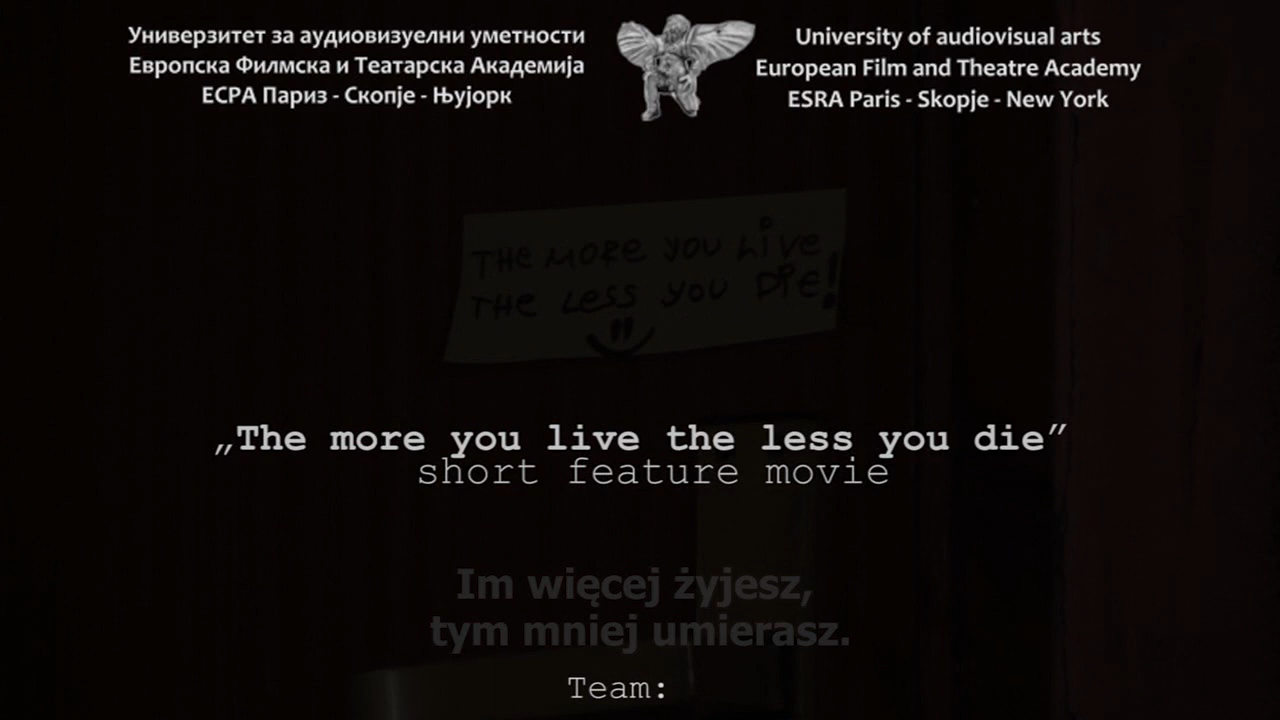 Универзитет за аудиовизуелни уметности
Европска Филмска и Театарска Академија
ЕСРА Париз - Скопје - Њујорк
University of audiovisual arts
European Film and Theatre Academy
ESRA Paris - Skopje - New York
THE MORE YOU LiVe
THE Less YOU DiE!
„The more you live the less you die”
short feature movie
Im więcej żyjesz,
tym mniej umierasz.
Team: